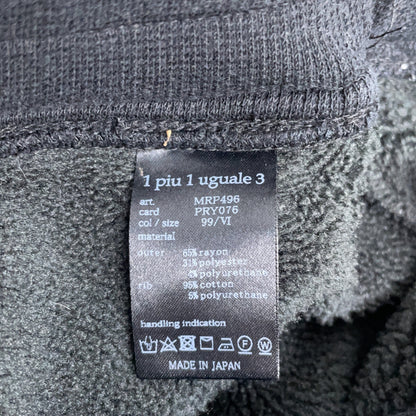 1 piu 1 uguale 3
art. MRP496
card PRY076
col / size 99/VI
material
outer 65% rayon
31% polyester
4% polyurethane
rib 95% cotton
5% polyurethane
handling indication
F W
MADE IN JAPAN